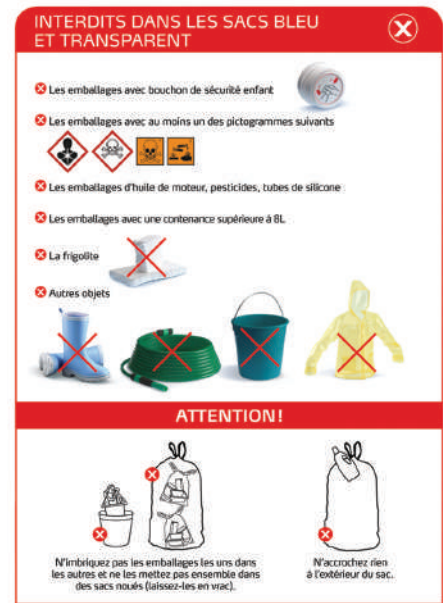 INTERDITS DANS LES SACS BLEU
ET TRANSPARENT
Les emballages avec bouchon de sécurité enfant
Les emballages avec au moins un des pictogrammes suivants
Les emballages d'huile de moteur, pesticides, tubes de silicone
Les emballages avec une contenance supérieure à 8L
La frigolite
Autres objets
ATTENTION!
N'imbriquez pas les emballages les uns dans
les autres et ne les mettez pas ensemble dans
des sacs noués (laissez-les en vrac).
N'accrochez rien
à l'extérieur du sac.